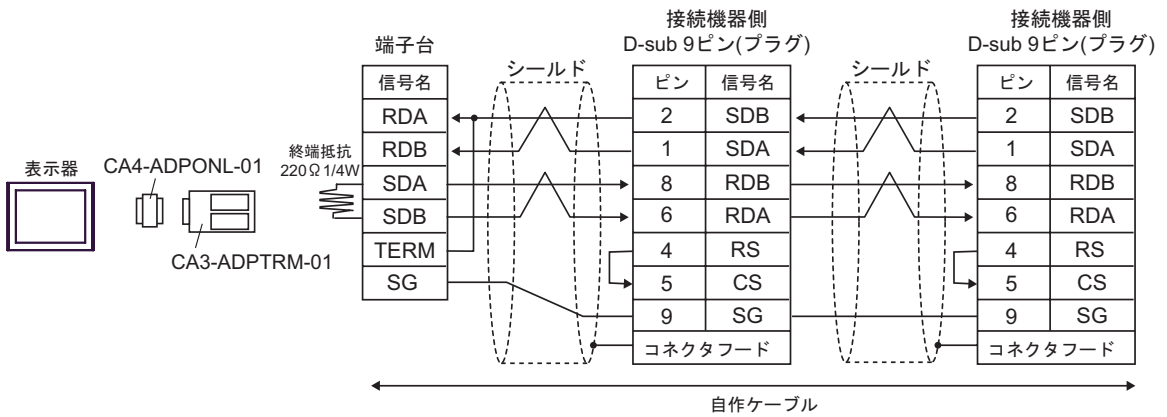 接続機器側
D-sub 9ピン(プラグ)
接続機器側
D-sub 9ピン(プラグ)
端子台
シールド
シールド
信号名
RDA
RDB
SDA
SDB
TERM
SG
ピン 信号名
2 SDB
1 SDA
8 RDB
6 RDA
4 RS
5 CS
9 SG
コネクタフード
ピン 信号名
2 SDB
1 SDA
8 RDB
6 RDA
4 RS
5 CS
9 SG
コネクタフード
終端抵抗
220Ω1/4W
表示器
CA4-ADPONL-01
CA3-ADPTRM-01
自作ケーブル